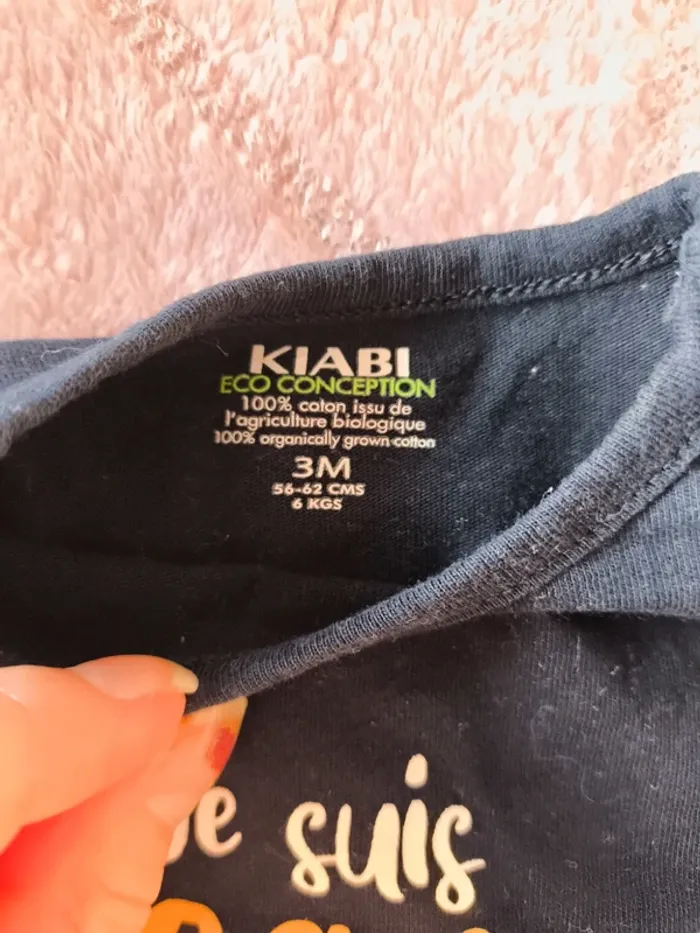 KIABI
ECO CONCEPTION
100% coton issu de
l'agriculture biologique
100% organically grown cotton
3M
56-62 CMS
6 KGS
Je suis